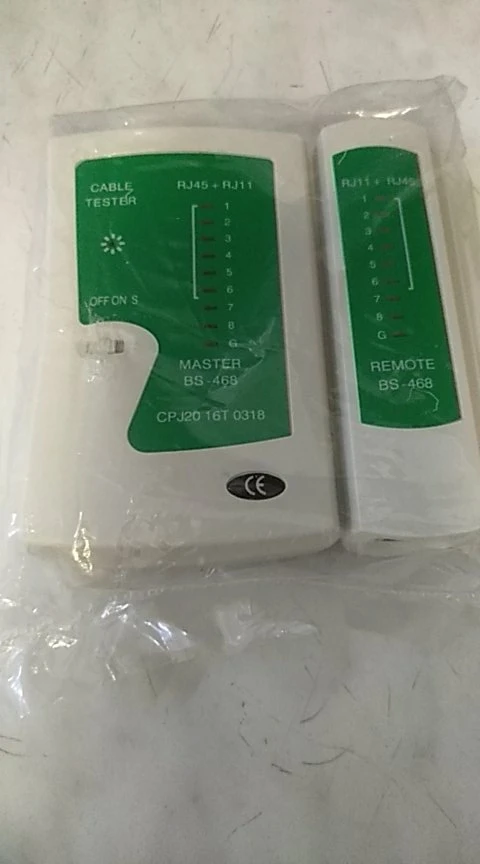 CABLE
TESTER
RJ45 + RJ11
1
2
3
4
5
6
7
8
G
OFF ON S
MASTER
BS-468
CPJ20 16T 0318
CE
RJ11 + RJ45
1
2
3
4
5
6
7
8
G
REMOTE
BS-468